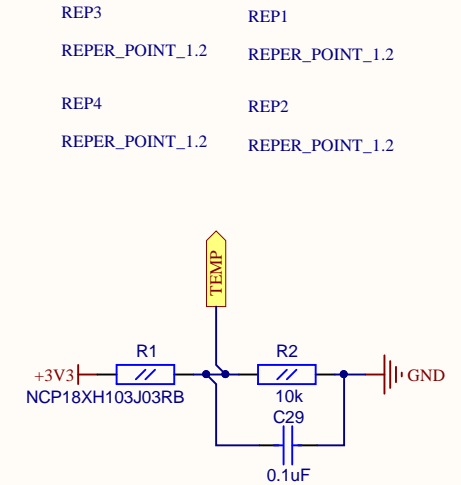 REP3
REP1
REPER_POINT_1.2
REPER_POINT_1.2
REP4
REP2
REPER_POINT_1.2
REPER_POINT_1.2
TEMP
R1
R2
+3V3
GND
NCP18XH103J03RB
10k
C29
0.1uF